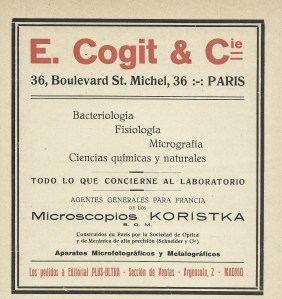 E. Cogit & Cie
36, Boulevard St. Michel, 36 :-: PARIS
Bacteriología
Fisiología
Micrografía
Ciencias químicas y naturales
TODO LO QUE CONCIERNE AL LABORATORIO
AGENTES GENERALES PARA FRANCIA
DE LOS
Microscopios KORISTKA
S. O. M.
Construídos en París por la Sociedad de Optica
y de Mecánica de alta precisión (Schneider y Cie)
Aparatos Microfotográficos y Metalográficos
Los pedidos a Editorial PLUS-ULTRA - Sección de Ventas - Argensola, 2 - MADRID